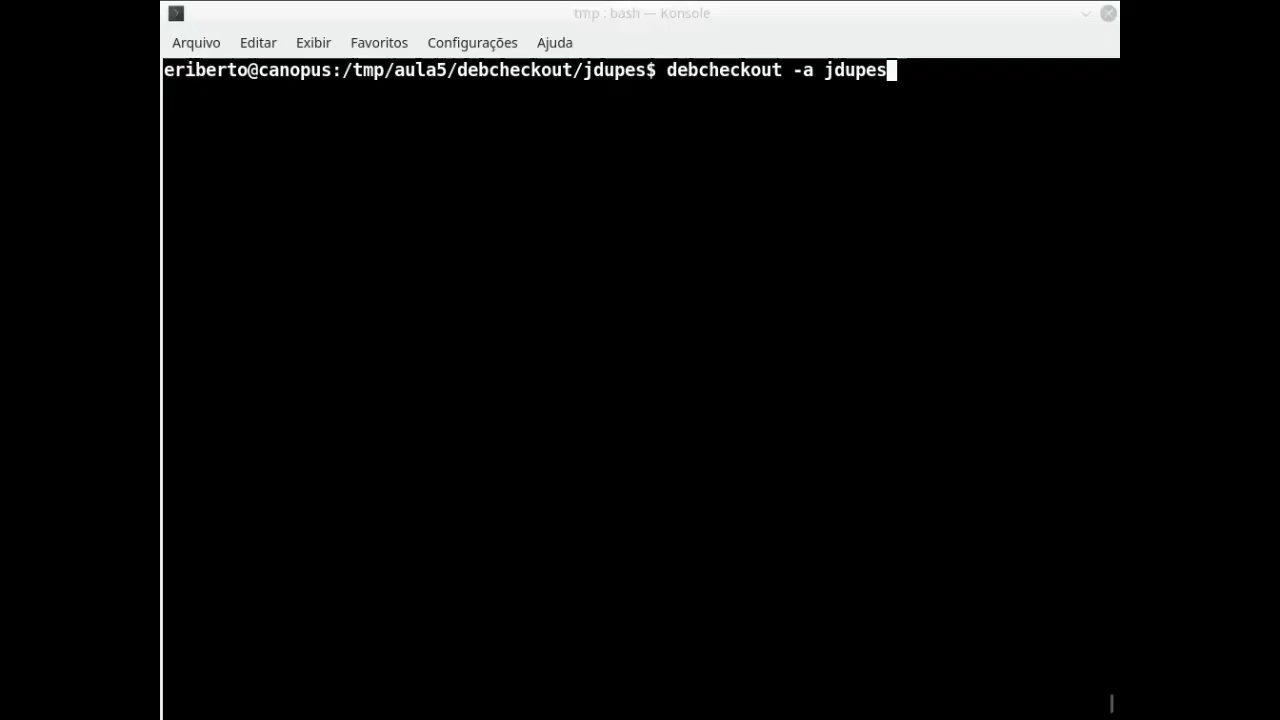 tmp : bash — Konsole
Arquivo Editar Exibir Favoritos Configurações Ajuda
eriberto@canopus:/tmp/aula5/debcheckout/jdupes$ debcheckout -a jdupes